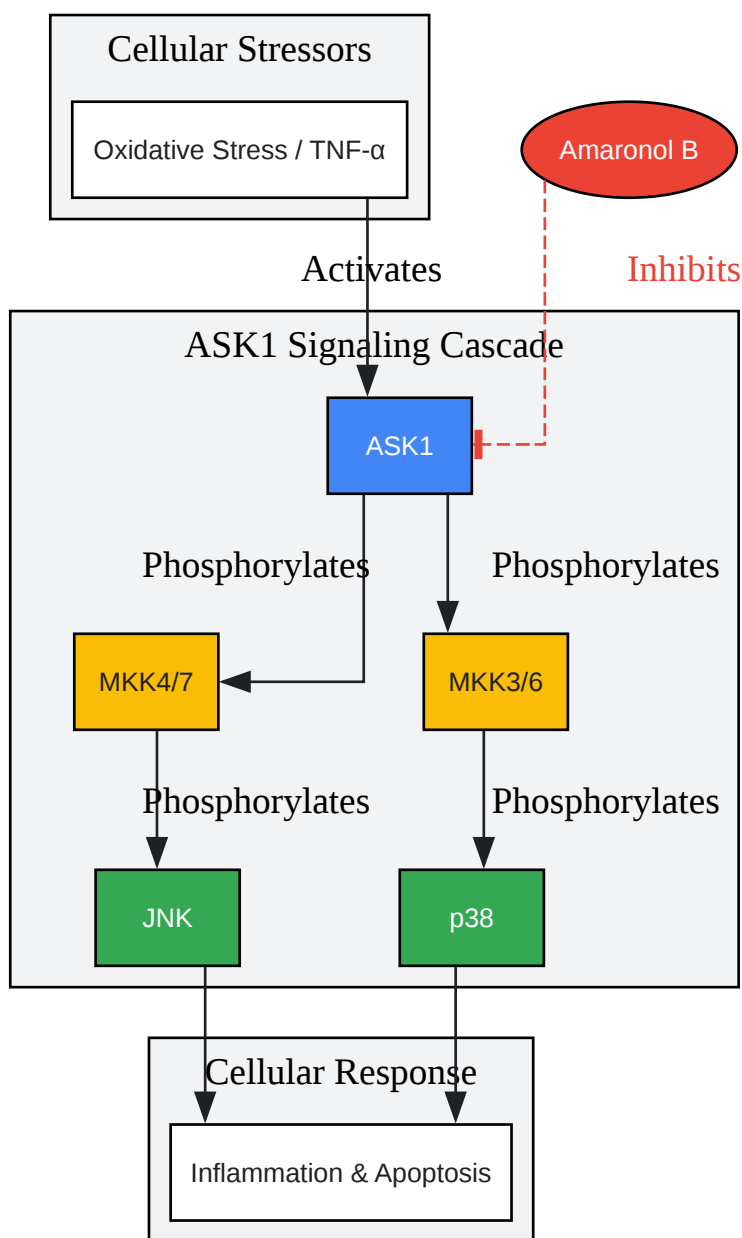 Cellular Stressors
Oxidative Stress / TNF-α
Amaronol B
Activates
Inhibits
ASK1 Signaling Cascade
ASK1
Phosphorylates
Phosphorylates
MKK4/7
MKK3/6
Phosphorylates
Phosphorylates
JNK
p38
Cellular Response
Inflammation & Apoptosis